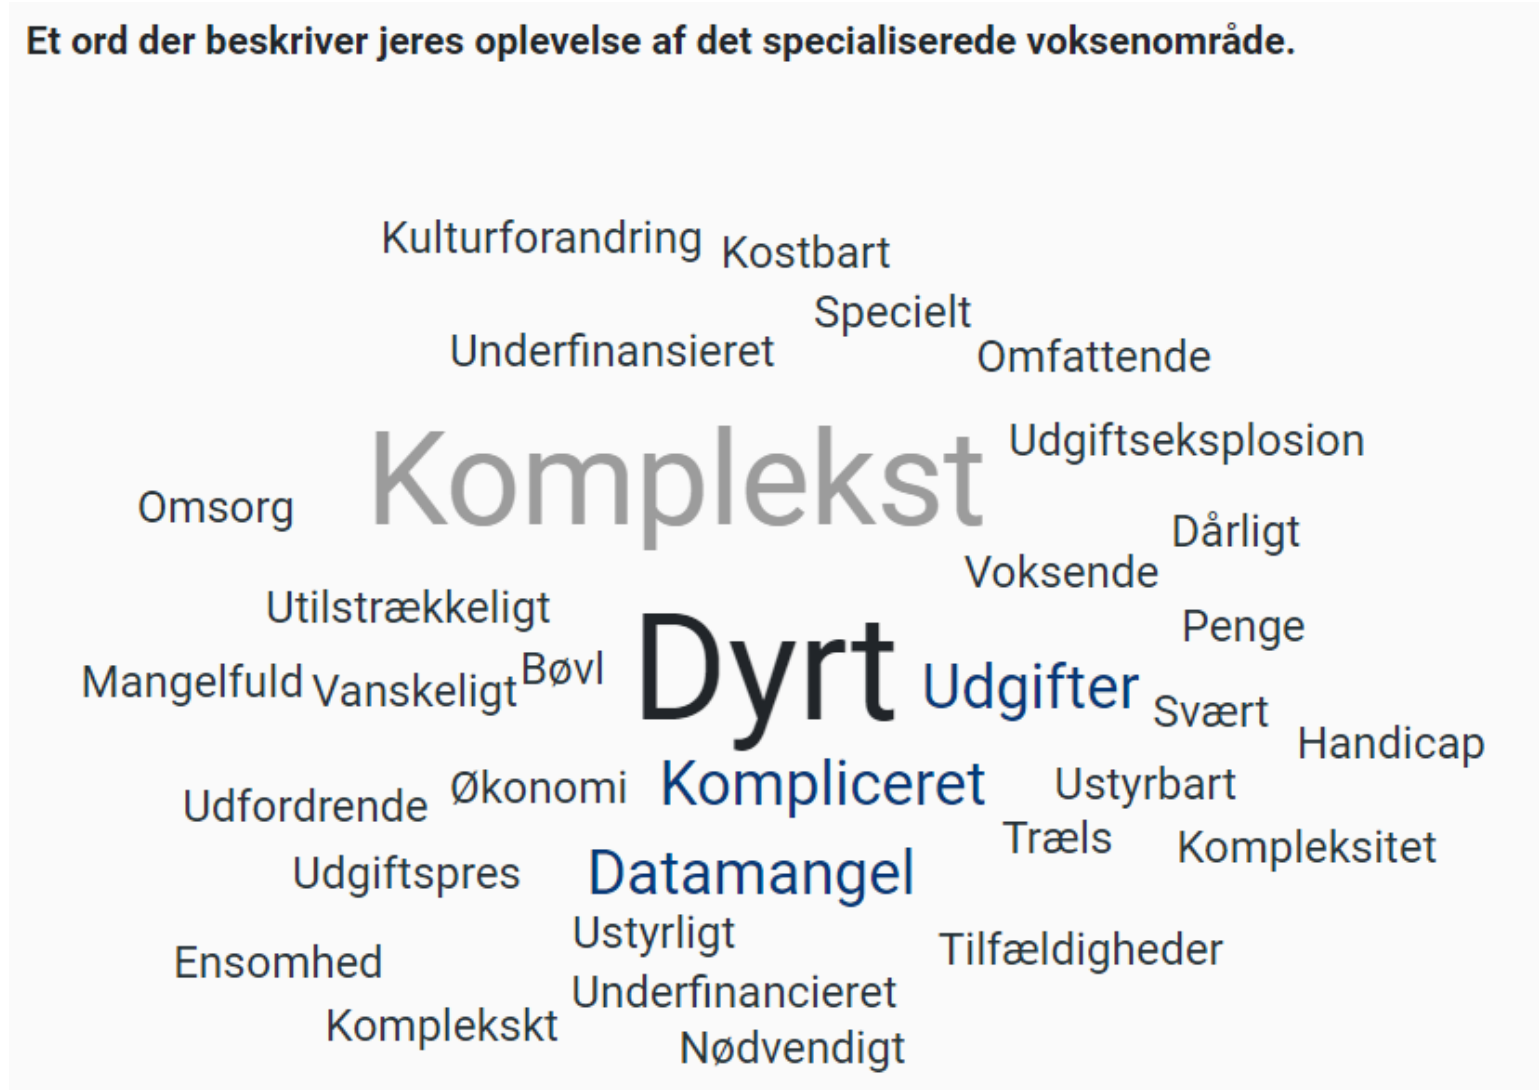 Et ord der beskriver jeres oplevelse af det specialiserede voksenområde.
Kulturforandring
Kostbart
Specielt
Underfinansieret
Omfattende
Udgiftseksplosion
Komplekst
Omsorg
Dårligt
Voksende
Utilstrækkeligt
Penge
Dyrt
Bøvl
Mangelfuld
Vanskeligt
Udgifter
Svært
Handicap
Økonomi
Kompliceret
Ustyrbart
Udfordrende
Træls
Kompleksitet
Udgiftspres
Datamangel
Ustyrligt
Tilfældigheder
Ensomhed
Underfinancieret
Komplekskt
Nødvendigt